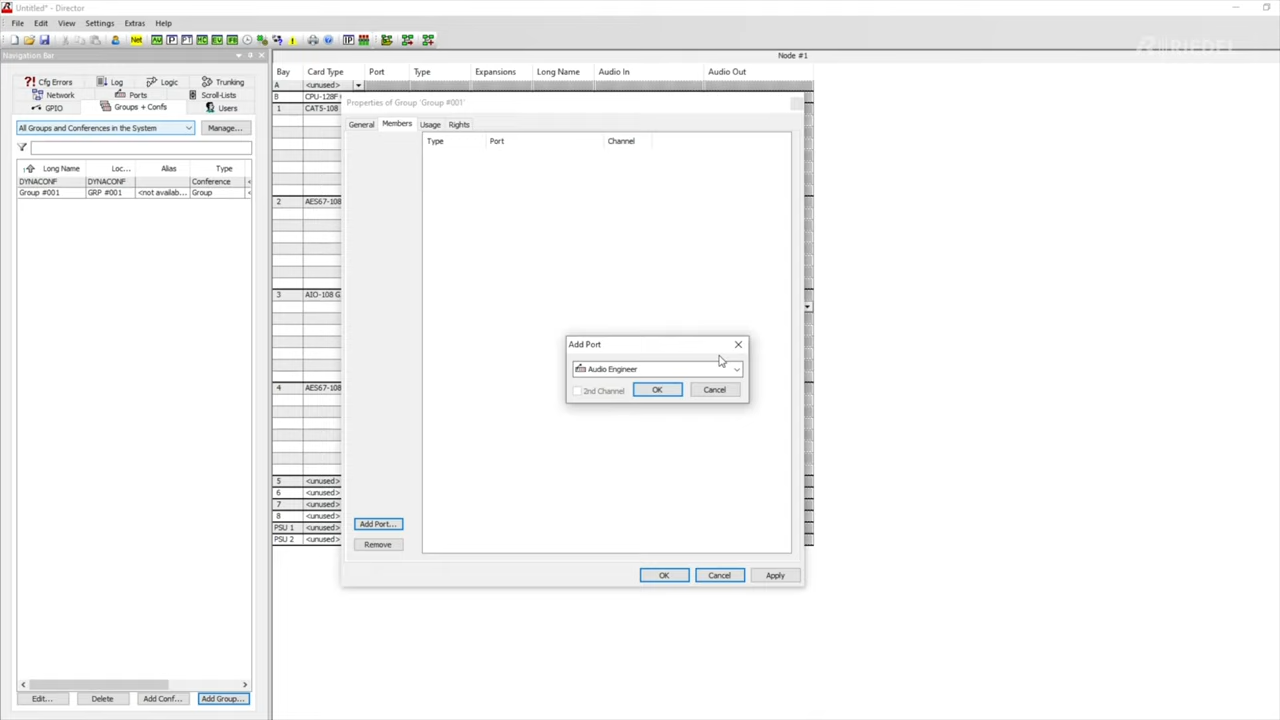 Untitled* - Director
File Edit View Settings Extras Help
Net
Navigation Bar
Node #1
Cfg Errors Log Logic Trunking
Network Ports Scroll-Lists
GPIO Groups + Confs Users
All Groups and Conferences in the System Manage...
Long Name Loc... Alias Type
DYNACONF DYNACONF Conference
Group #001 GRP #001 <not availab... Group
Edit... Delete Add Conf... Add Group...
Bay Card Type Port Type Expansions Long Name Audio In Audio Out
A <unused>
B CPU-128F
1 CAT5-108
2 AES67-108
3 AIO-108 G
4 AES67-108
5 <unused>
6 <unused>
7 <unused>
8 <unused>
PSU 1 <unused>
PSU 2 <unused>
Properties of Group 'Group #001'
General Members Usage Rights
Type Port Channel
Add Port...
Remove
OK Cancel Apply
Add Port
Audio Engineer
2nd Channel OK Cancel
RIEDEL